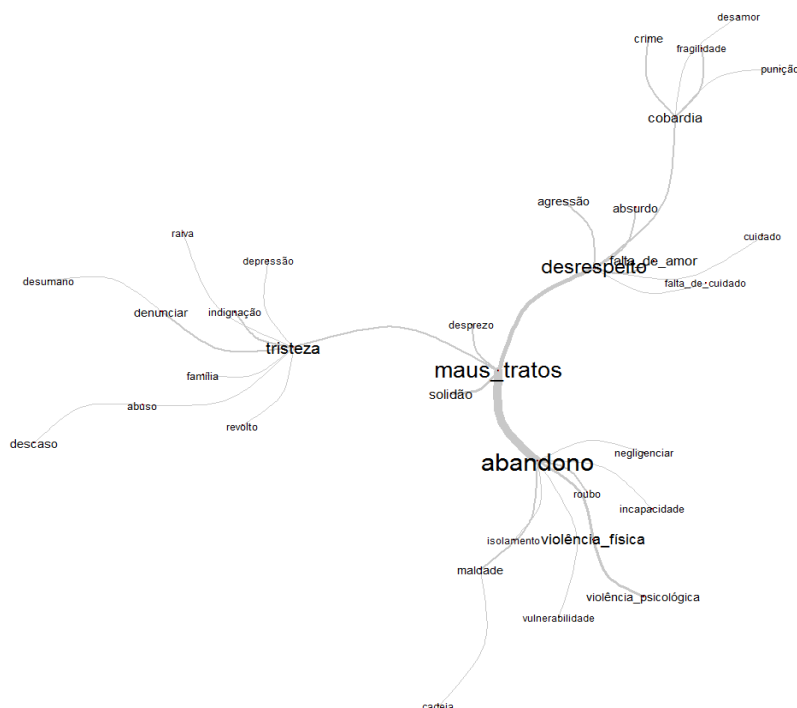 desamor
crime
fragilidade
punição
cobardia
agressão
absurdo
raiva
cuidado
depressão
falta_de_amor
desrespeito
desumano
falta_de_cuidado
denunciar
indignação
desprezo
tristeza
maus_tratos
família
solidão
abuso
revolto
descaso
negligenciar
abandono
roubo
incapacidade
isolamento
violência_física
maldade
violência_psicológica
vulnerabilidade
cadeia